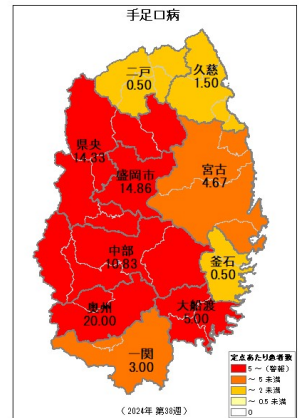 手足口病
二戸
0.50
久慈
1.50
県央
14.33
盛岡市
14.86
宮古
4.67
中部
10.83
釜石
0.50
奥州
20.00
大船渡
5.00
一関
3.00
定点あたり患者数
5 ～ (警報)
～ 5 未満
～ 2 未満
～ 0.5 未満
0
(2024年 第38週)